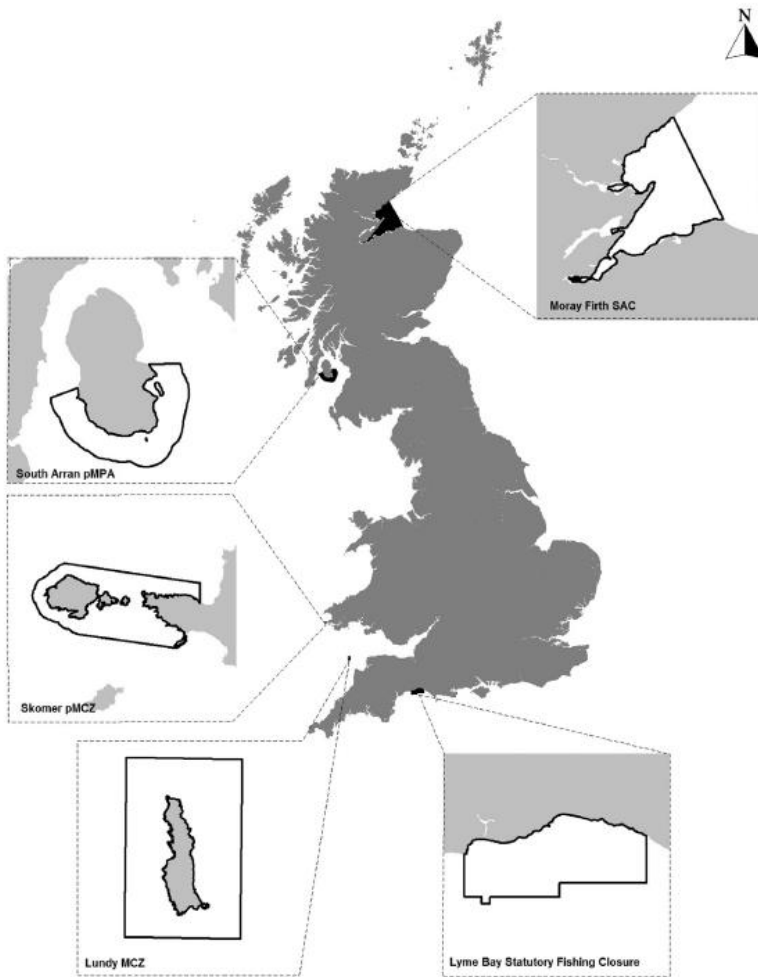 N
Moray Firth SAC
South Arran pMPA
Skomer pMCZ
Lundy MCZ
Lyme Bay Statutory Fishing Closure